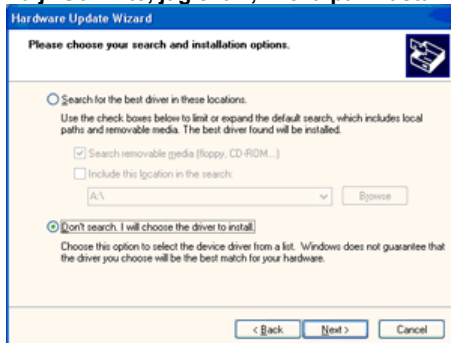 Hardware Update Wizard
Please choose your search and installation options.
Search for the best driver in these locations.
Use the check boxes below to limit or expand the default search, which includes local
paths and removable media. The best driver found will be installed.
Search removable media (floppy, CD-ROM...)
Include this location in the search:
A:\
Browse
Don't search. I will choose the driver to install.
Choose this option to select the device driver from a list. Windows does not guarantee that
the driver you choose will be the best match for your hardware.
< Back Next > Cancel